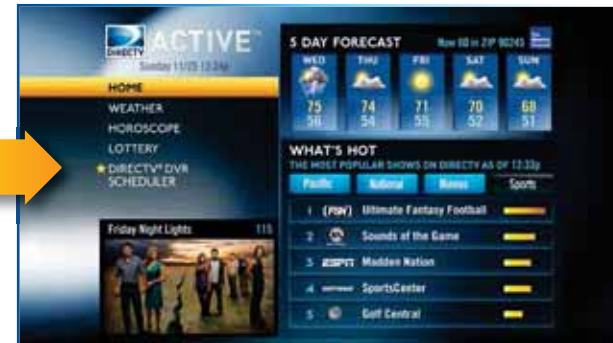 DIRECTV
ACTIVE™
Sunday 11/25 12:34p
HOME
WEATHER
HOROSCOPE
LOTTERY
DIRECTV® DVR
SCHEDULER
Friday Night Lights 115
5 DAY FORECAST Now 60 in ZIP 90245
WED THU FRI SAT SUN
75 74 71 70 68
56 54 55 52 51
WHAT'S HOT
THE MOST POPULAR SHOWS ON DIRECTV AS OF 12:33p
Pacific National Movies Sports
1 (FSN) Ultimate Fantasy Football
2 Sounds of the Game
3 ESPN Madden Nation
4 SportsCenter
5 Golf Central